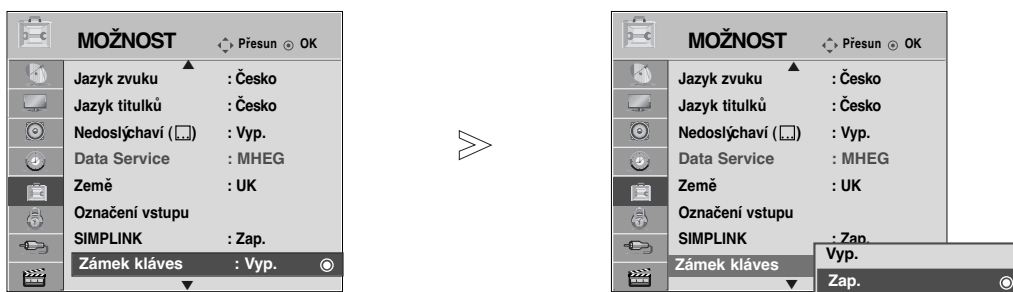 MOŽNOST Přesun OK
Jazyk zvuku : Česko
Jazyk titulků : Česko
Nedoslýchaví ( ) : Vyp.
Data Service : MHEG
Země : UK
Označení vstupu
SIMPLINK : Zap.
Zámek kláves : Vyp.
MOŽNOST Přesun OK
Jazyk zvuku : Česko
Jazyk titulků : Česko
Nedoslýchaví ( ) : Vyp.
Data Service : MHEG
Země : UK
Označení vstupu
SIMPLINK : Zap.
Zámek kláves
Vyp.
Zap.